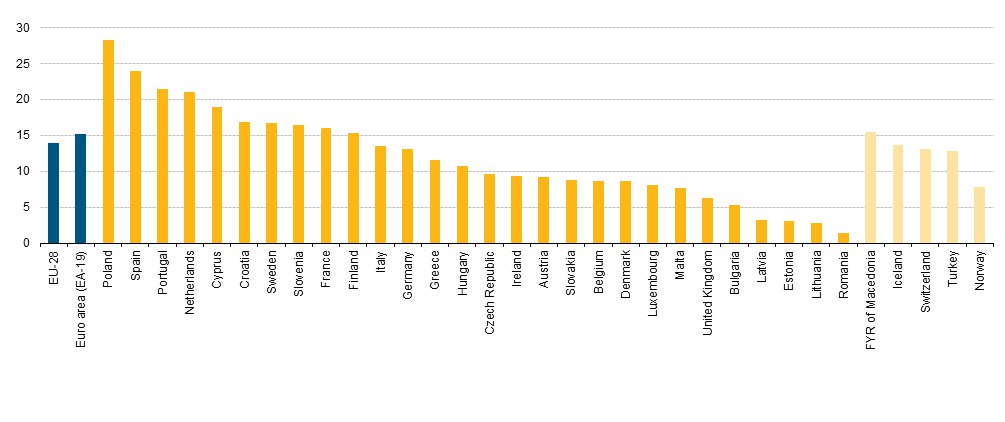 30
25
20
15
10
5
0
EU-28
Euro area (EA-19)
Poland
Spain
Portugal
Netherlands
Cyprus
Croatia
Sweden
Slovenia
France
Finland
Italy
Germany
Greece
Hungary
Czech Republic
Ireland
Austria
Slovakia
Belgium
Denmark
Luxembourg
Malta
United Kingdom
Bulgaria
Latvia
Estonia
Lithuania
Romania
FYR of Macedonia
Iceland
Switzerland
Turkey
Norway